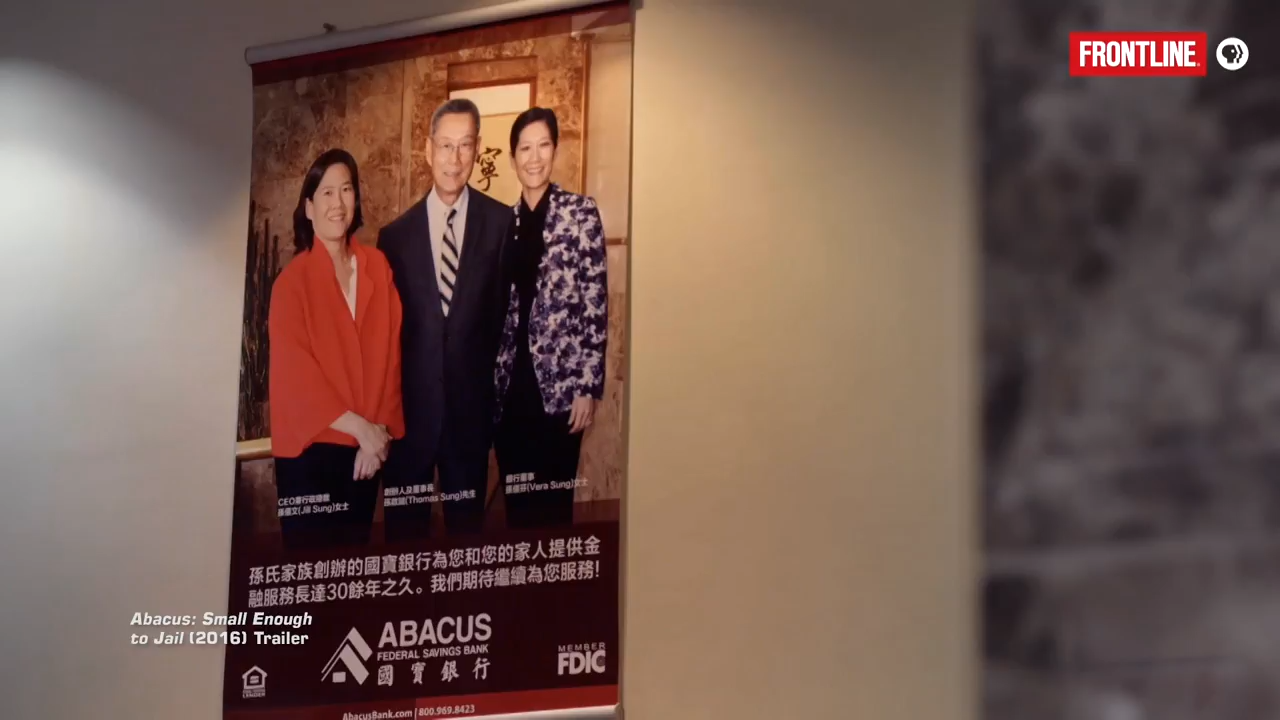 FRONTLINE
寧
CEO兼行政總裁
孫儀文(Jill Sung)女士
創辦人及董事長
孫啟誠(Thomas Sung)先生
銀行董事
孫儀芬(Vera Sung)女士
孫氏家族創辦的國寶銀行為您和您的家人提供金
融服務長達30餘年之久。我們期待繼續為您服務!
Abacus: Small Enough
to Jail (2016) Trailer
ABACUS
FEDERAL SAVINGS BANK
國寶銀行
MEMBER
FDIC
AbacusBank.com | 800.969.8423